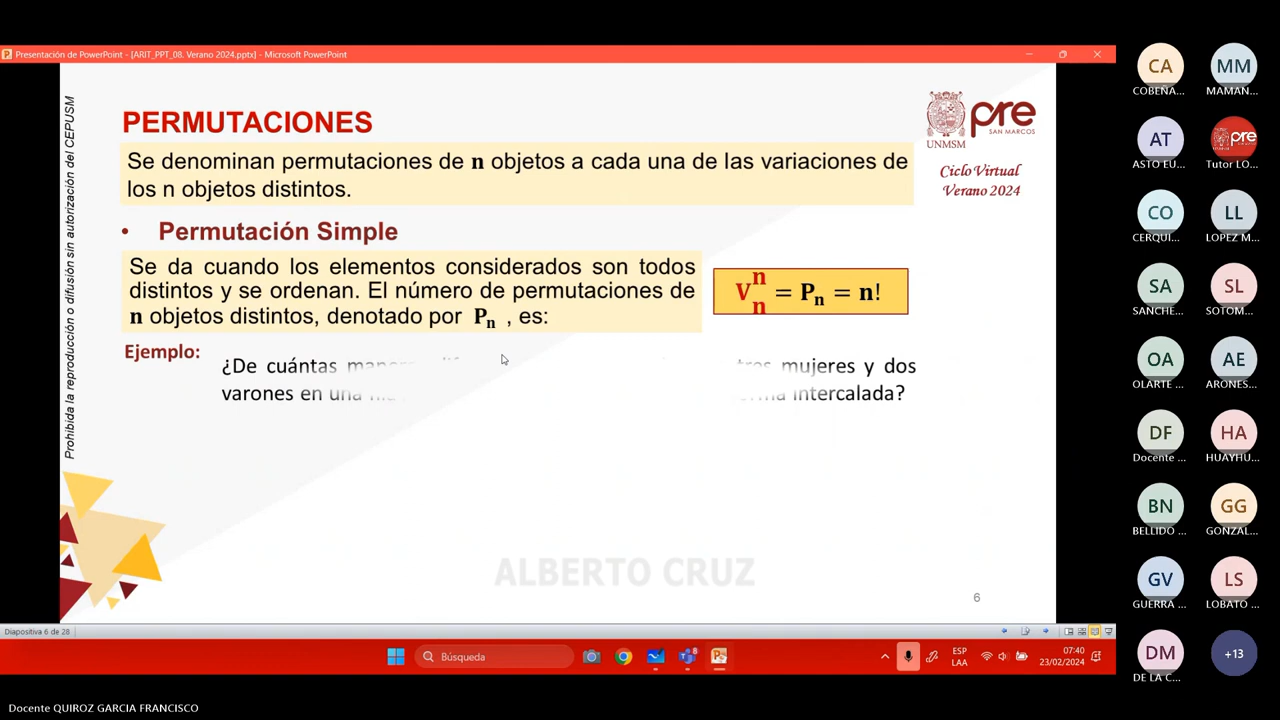 Presentación de PowerPoint - [ARIT_PPT_08. Verano 2024.pptx] - Microsoft PowerPoint
Prohibida la reproducción o difusión sin autorización del CEPUSM
PERMUTACIONES
Se denominan permutaciones de n objetos a cada una de las variaciones de
los n objetos distintos.
UNMSM
pre
SAN MARCOS
Ciclo Virtual
Verano 2024
• Permutación Simple
Se da cuando los elementos considerados son todos
distintos y se ordenan. El número de permutaciones de
n objetos distintos, denotado por Pn , es:
V n n = Pn = n!
Ejemplo:
¿De cuántas mujeres y dos
varones en una intercalada?
ALBERTO CRUZ
6
Diapositiva 6 de 28
Búsqueda
8
ESP
LAA
07:40
23/02/2024
CA
COBEÑA...
MM
MAMAN...
AT
ASTO EU...
pre
Tutor LO...
CO
CERQUI...
LL
LOPEZ M...
SA
SANCHE...
SL
SOTOM...
OA
OLARTE ...
AE
ARONES...
DF
Docente ...
HA
HUAYHU...
BN
BELLIDO ...
GG
GONZAL...
GV
GUERRA ...
LS
LOBATO ...
DM
DE LA C...
+13
Docente QUIROZ GARCIA FRANCISCO